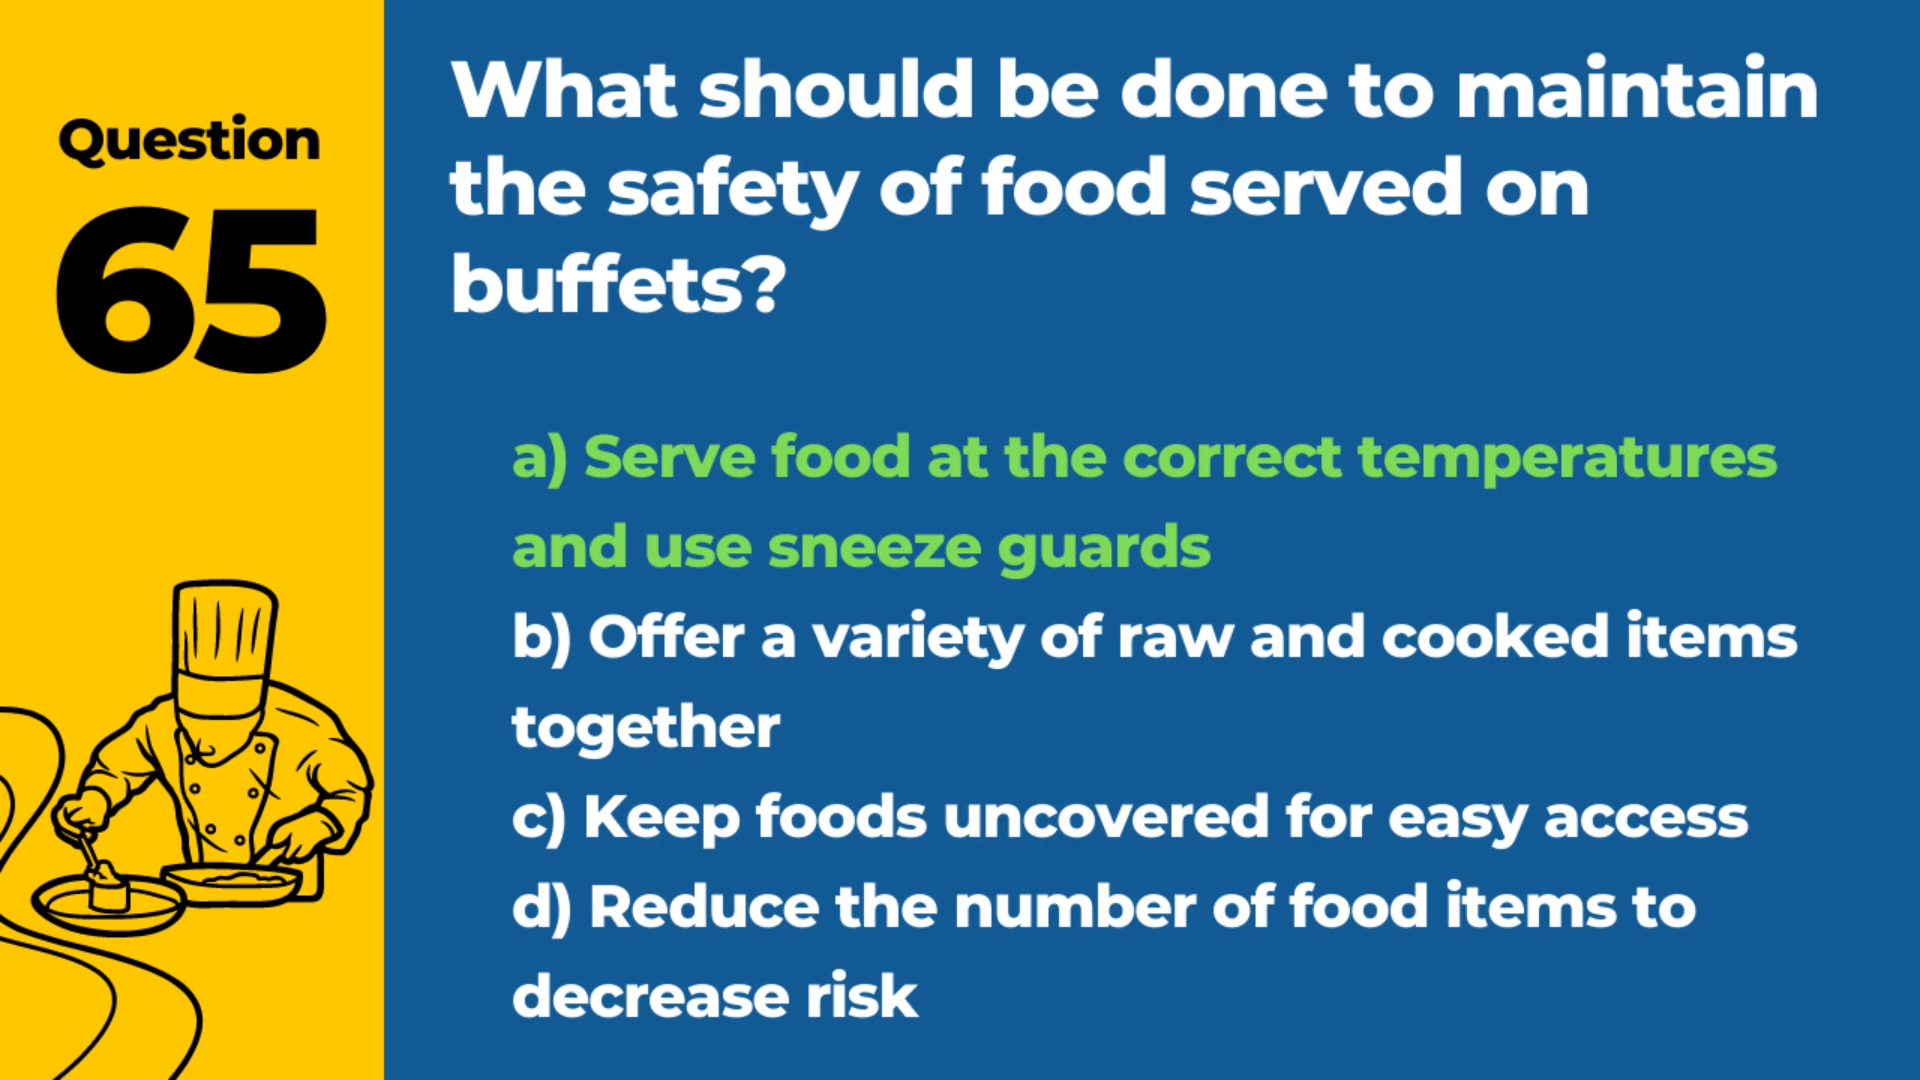 Question
65
What should be done to maintain
the safety of food served on
buffets?
a) Serve food at the correct temperatures
and use sneeze guards
b) Offer a variety of raw and cooked items
together
c) Keep foods uncovered for easy access
d) Reduce the number of food items to
decrease risk